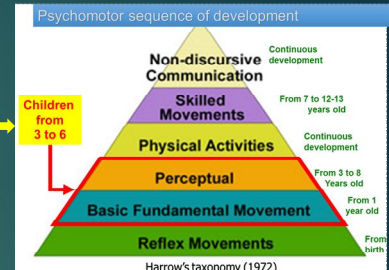 Psychomotor sequence of development
Non-discursive
Communication
Continuous
development
Children
from
3 to 6
Skilled
Movements
From 7 to 12-13
years old
Physical Activities
Continuous
development
Perceptual
From 3 to 8
Years old
Basic Fundamental Movement
From 1
year old
Reflex Movements
From
birth
Harrow's taxonomy (1972)